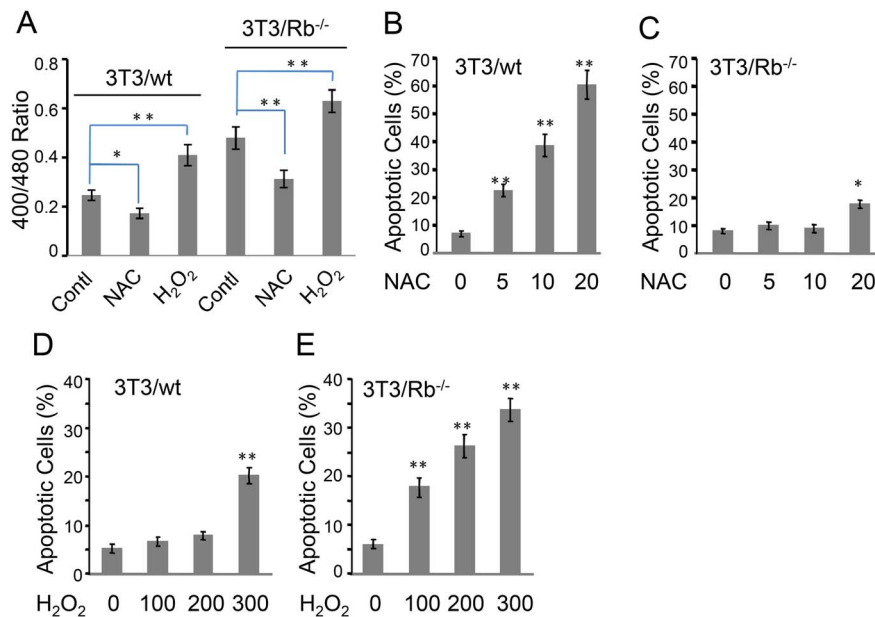 A
3T3/Rb-/-
3T3/wt
0.8
0.6
0.4
0.2
0
400/480 Ratio
*
**
**
**
Contl
NAC
H2O2
Contl
NAC
H2O2
B
3T3/wt
70
60
50
40
30
20
10
0
Apoptotic Cells (%)
**
**
**
NAC 0 5 10 20
C
3T3/Rb-/-
70
60
50
40
30
20
10
0
Apoptotic Cells (%)
*
NAC 0 5 10 20
D
3T3/wt
40
30
20
10
0
Apoptotic Cells (%)
**
H2O2 0 100 200 300
E
3T3/Rb-/-
40
30
20
10
0
Apoptotic Cells (%)
**
**
**
H2O2 0 100 200 300